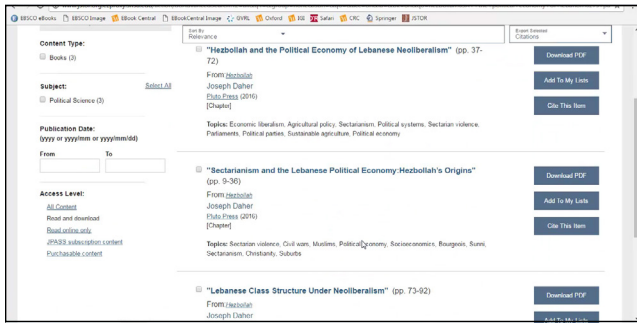 EBSCO eBooks EBSCO Image EBook Central EBookCentral Image GVRL Oxford IGI Safari CRC Springer JSTOR
Content Type:
Books (3)
Subject: Select All
Political Science (3)
Publication Date:
(yyyy or yyyy/mm or yyyy/mm/dd)
From To
Access Level:
All Content
Read and download
Read online only
JPASS subscription content
Purchasable content
Sort By
Relevance
Export Selected
Citations
"Hezbollah and the Political Economy of Lebanese Neoliberalism" (pp. 37-
72)
From: Hezbollah
Joseph Daher
Pluto Press (2016)
[Chapter]
Topics: Economic liberalism, Agricultural policy, Sectarianism, Political systems, Sectarian violence,
Parliaments, Political parties, Sustainable agriculture, Political economy
Download PDF
Add To My Lists
Cite This Item
"Sectarianism and the Lebanese Political Economy:Hezbollah's Origins"
(pp. 9-36)
From: Hezbollah
Joseph Daher
Pluto Press (2016)
[Chapter]
Topics: Sectarian violence, Civil wars, Muslims, Political economy, Socioeconomics, Bourgeois, Sunni,
Sectarianism, Christianity, Suburbs
Download PDF
Add To My Lists
Cite This Item
"Lebanese Class Structure Under Neoliberalism" (pp. 73-92)
From: Hezbollah
Joseph Daher
Download PDF
Add To My Lists